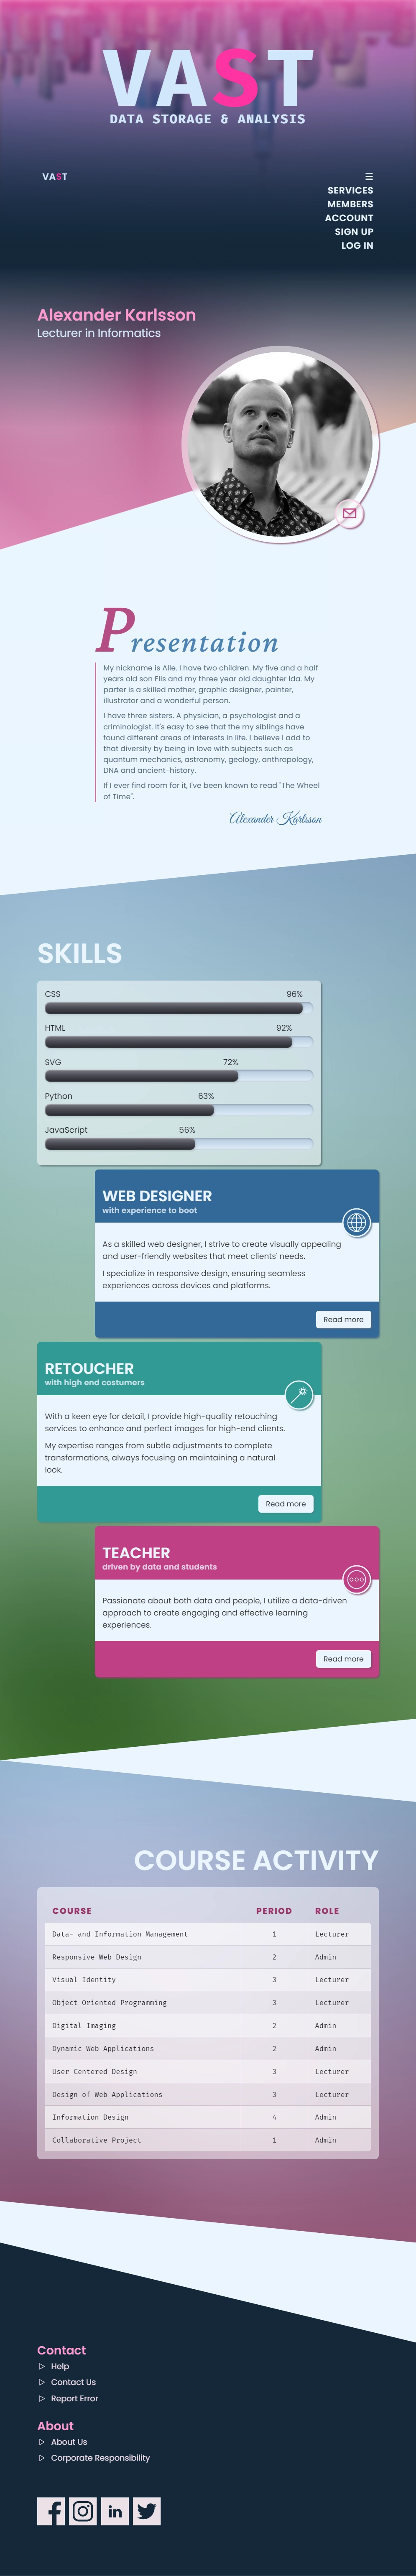 VAST
DATA STORAGE & ANALYSIS
VAST
SERVICES
MEMBERS
ACCOUNT
SIGN UP
LOG IN
Alexander Karlsson
Lecturer in Informatics
Presentation
My nickname is Alle. I have two children. My five and a half
years old son Elis and my three year old daughter Ida. My
parter is a skilled mother, graphic designer, painter,
illustrator and a wonderful person.
I have three sisters. A physician, a psychologist and a
criminologist. It's easy to see that the my siblings have
found different areas of interests in life. I believe I add to
that diversity by being in love with subjects such as
quantum mechanics, astronomy, geology, anthropology,
DNA and ancient-history.
If I ever find room for it, I've been known to read "The Wheel
of Time".
Alexander Karlsson
SKILLS
CSS 96%
HTML 92%
SVG 72%
Python 63%
JavaScript 56%
WEB DESIGNER
with experience to boot
As a skilled web designer, I strive to create visually appealing
and user-friendly websites that meet clients' needs.
I specialize in responsive design, ensuring seamless
experiences across devices and platforms.
Read more
RETOUCHER
with high end costumers
With a keen eye for detail, I provide high-quality retouching
services to enhance and perfect images for high-end clients.
My expertise ranges from subtle adjustments to complete
transformations, always focusing on maintaining a natural
look.
Read more
TEACHER
driven by data and students
Passionate about both data and people, I utilize a data-driven
approach to create engaging and effective learning
experiences.
Read more
COURSE ACTIVITY
COURSE PERIOD ROLE
Data- and Information Management 1 Lecturer
Responsive Web Design 2 Admin
Visual Identity 3 Lecturer
Object Oriented Programming 3 Lecturer
Digital Imaging 2 Admin
Dynamic Web Applications 2 Admin
User Centered Design 3 Lecturer
Design of Web Applications 3 Lecturer
Information Design 4 Admin
Collaborative Project 1 Admin
Contact
Help
Contact Us
Report Error
About
About Us
Corporate Responsibility